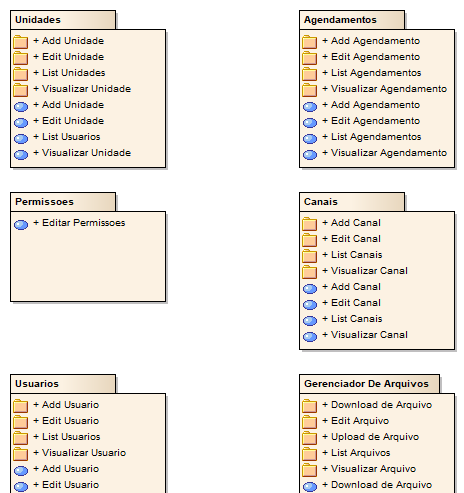 Unidades
+ Add Unidade
+ Edit Unidade
+ List Unidades
+ Visualizar Unidade
+ Add Unidade
+ Edit Unidade
+ List Usuarios
+ Visualizar Unidade
Agendamentos
+ Add Agendamento
+ Edit Agendamento
+ List Agendamentos
+ Visualizar Agendamento
+ Add Agendamento
+ Edit Agendamento
+ List Agendamentos
+ Visualizar Agendamento
Permissoes
+ Editar Permissoes
Canais
+ Add Canal
+ Edit Canal
+ List Canais
+ Visualizar Canal
+ Add Canal
+ Edit Canal
+ List Canais
+ Visualizar Canal
Usuarios
+ Add Usuario
+ Edit Usuario
+ List Usuarios
+ Visualizar Usuario
+ Add Usuario
+ Edit Usuario
Gerenciador De Arquivos
+ Download de Arquivo
+ Edit Arquivo
+ Upload de Arquivo
+ List Arquivos
+ Visualizar Arquivo
+ Download de Arquivo